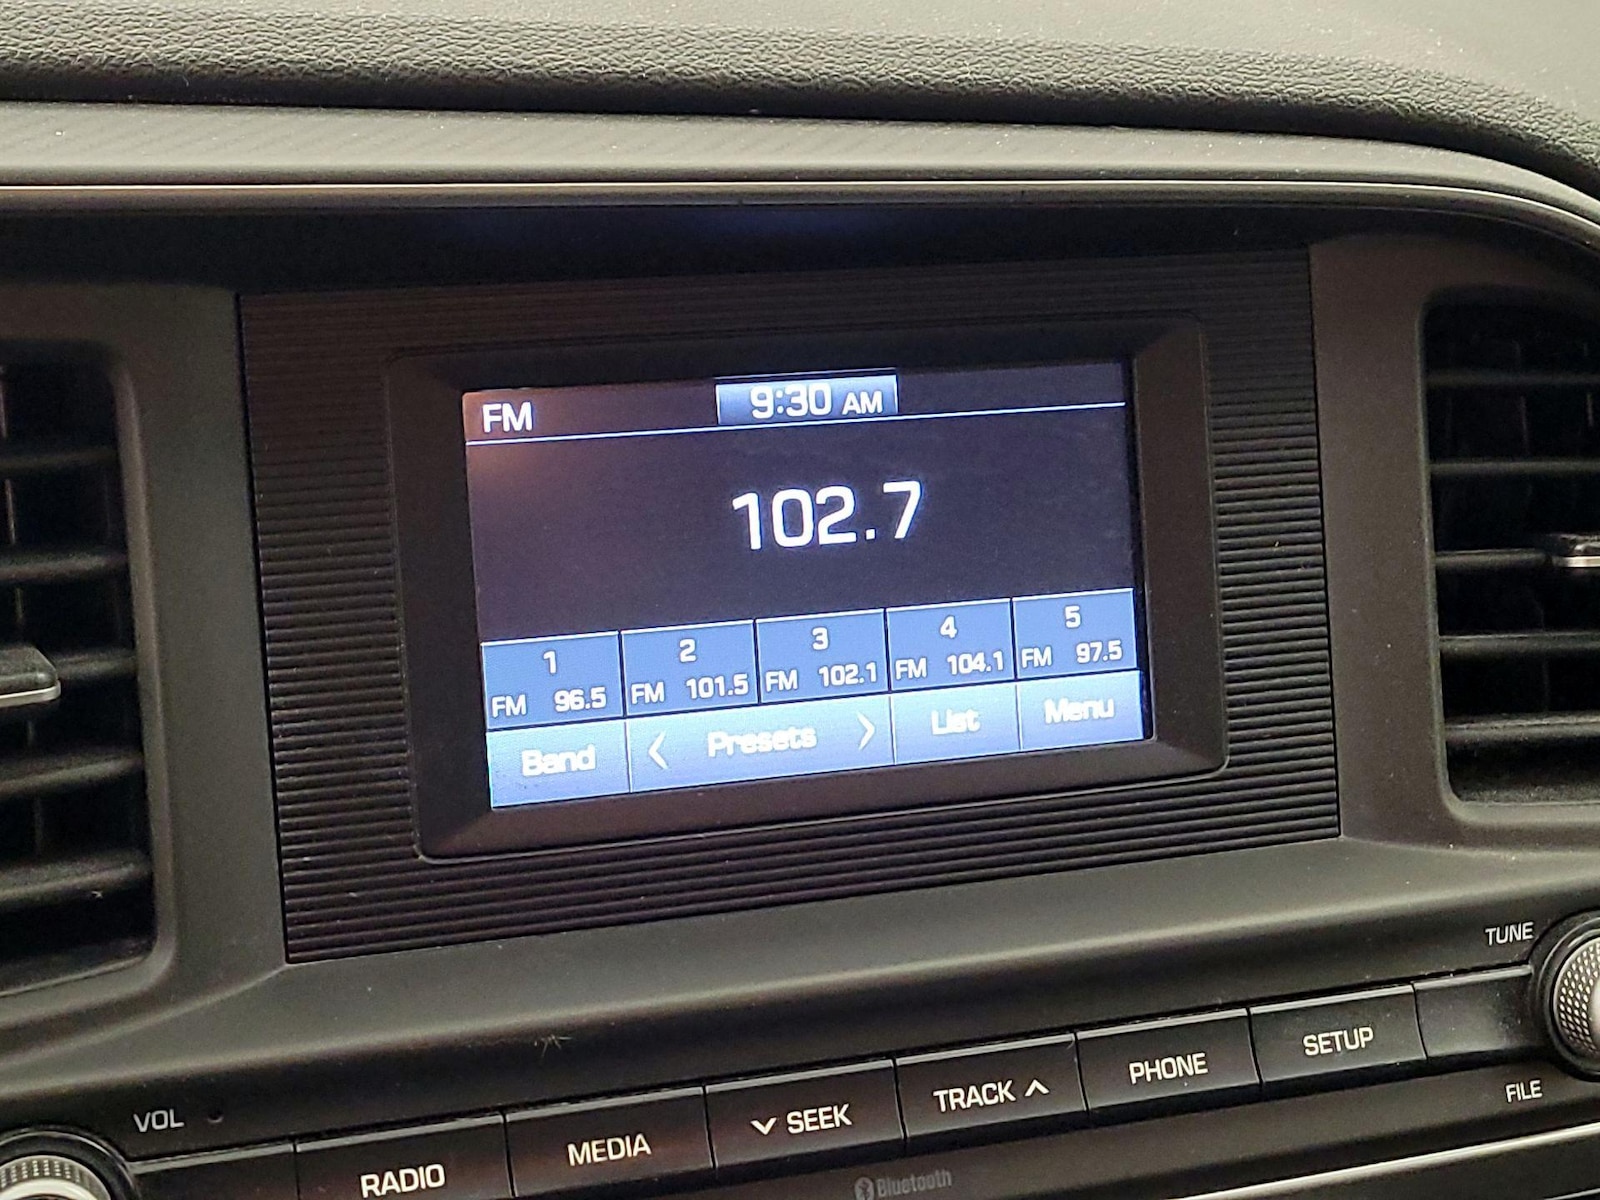 FM 9:30 AM
102.7
1 2 3 4 5
FM 96.5 FM 101.5 FM 102.1 FM 104.1 FM 97.5
Band < Presets > List Menu
TUNE
VOL RADIO MEDIA ∨ SEEK TRACK ∧ PHONE SETUP
FILE
Bluetooth